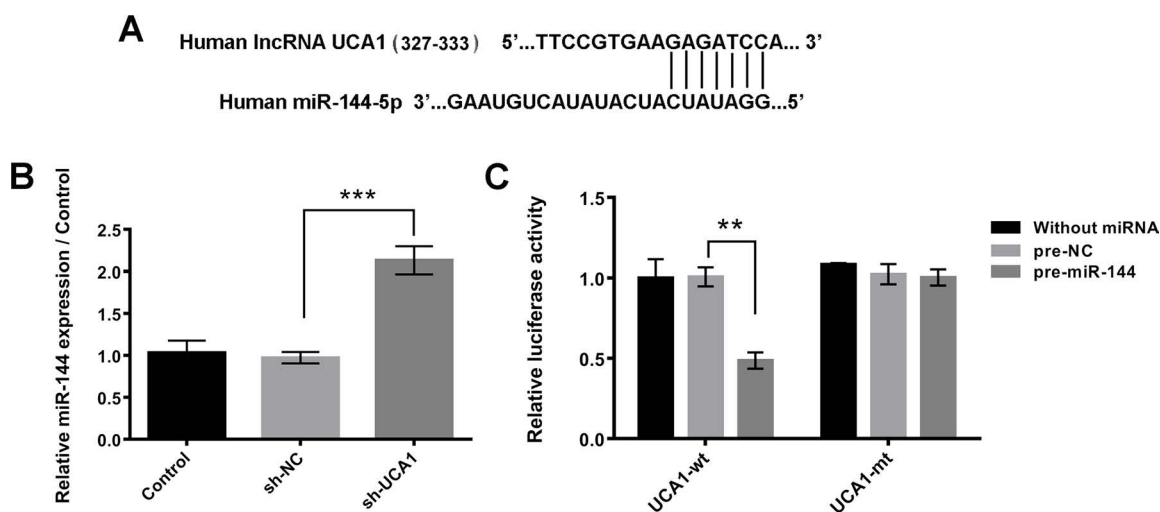 A
Human lncRNA UCA1 (327-333) 5’...TTCCGTGAAGAGATCCA... 3’
Human miR-144-5p 3’...GAAUGUCAUAUACUACUAUAGG...5’
B
Relative miR-144 expression / Control
2.5
2.0
1.5
1.0
0.5
0.0
***
Control
sh-NC
sh-UCA1
C
Relative luciferase activity
1.5
1.0
0.5
0.0
**
UCA1-wt
UCA1-mt
Without miRNA
pre-NC
pre-miR-144